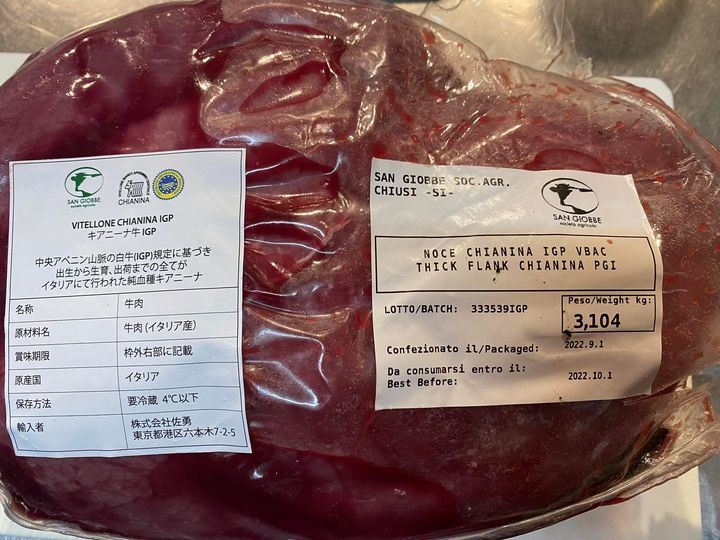 SAN GIOBBE
società agricola
CHIANINA
VITELLONE CHIANINA IGP
キアニーナ牛 IGP
中央アペニン山脈の白牛(IGP)規定に基づき
出生から生育、出荷までの全てが
イタリアにて行われた純血種キアニーナ
名称 牛肉
原材料名 牛肉(イタリア産)
賞味期限 枠外右部に記載
原産国 イタリア
保存方法 要冷蔵 4℃以下
輸入者 株式会社佐勇
東京都港区六本木7-2-5
SAN GIOBBE SOC.AGR.
CHIUSI -SI-
SAN GIOBBE
società agricola
NOCE CHIANINA IGP VBAC
THICK FLANK CHIANINA PGI
LOTTO/BATCH: 333539IGP
Peso/Weight kg:
3,104
Confezionato il/Packaged: 2022.9.1
Da consumarsi entro il:
Best Before: 2022.10.1